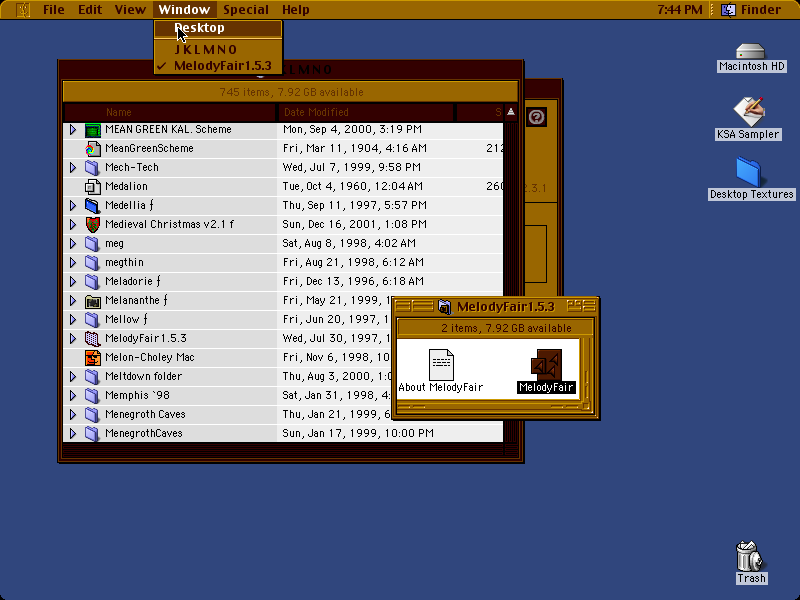 File Edit View Window Special Help 7:44 PM Finder
Desktop
J K L M N O
✓ MelodyFair1.5.3
J K L M N O
745 items, 7.92 GB available
Name Date Modified S
MEAN GREEN KAL. Scheme Mon, Sep 4, 2000, 3:19 PM
MeanGreenScheme Fri, Mar 11, 1904, 4:16 AM 212
Mech-Tech Wed, Jul 7, 1999, 9:58 PM
Medalion Tue, Oct 4, 1960, 12:04 AM 260
Medellia ƒ Thu, Sep 11, 1997, 5:57 PM
Medieval Christmas v2.1 f Sun, Dec 16, 2001, 1:08 PM
meg Sat, Aug 8, 1998, 4:02 AM
megthin Fri, Aug 21, 1998, 6:12 AM
Meladorie ƒ Fri, Dec 13, 1996, 6:18 AM
Melananthe ƒ Fri, May 21, 1999, 1
Mellow ƒ Fri, Jun 20, 1997, 1
MelodyFair1.5.3 Wed, Jul 30, 1997, 1
Melon-Choley Mac Fri, Nov 6, 1998, 10
Meltdown folder Thu, Aug 3, 2000, 1:0
Memphis `98 Sat, Jan 31, 1998, 4:
Menegroth Caves Thu, Jan 21, 1999, 6
MenegrothCaves Sun, Jan 17, 1999, 10:00 PM
2.3.1
MelodyFair1.5.3
2 items, 7.92 GB available
About MelodyFair
MelodyFair
Macintosh HD
KSA Sampler
Desktop Textures
Trash